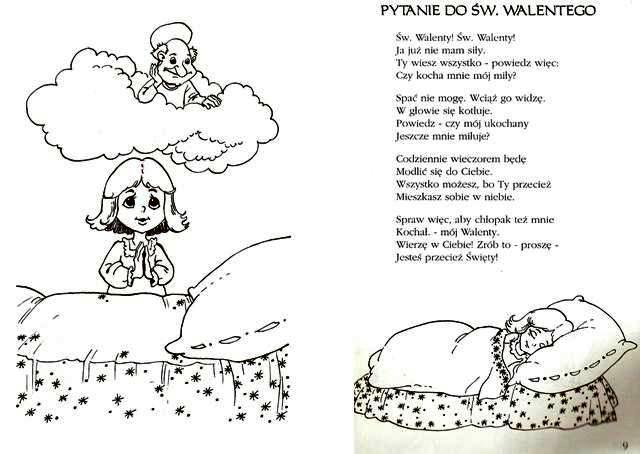 PYTANIE DO ŚW. WALENTEGO
Św. Walenty! Św. Walenty!
Ja już nie mam siły.
Ty wiesz wszystko - powiedz więc:
Czy kocha mnie mój miły?
Spać nie mogę. Wciąż go widzę.
W głowie się kotłuje.
Powiedz - czy mój ukochany
Jeszcze mnie miłuje?
Codziennie wieczorem będę
Modlić się do Ciebie.
Wszystko możesz, bo Ty przecież
Mieszkasz sobie w niebie.
Spraw więc, aby chłopak też mnie
Kochał. - mój Walenty.
Wierzę w Ciebie! Zrób to - proszę -
Jesteś przecież Święty!
9